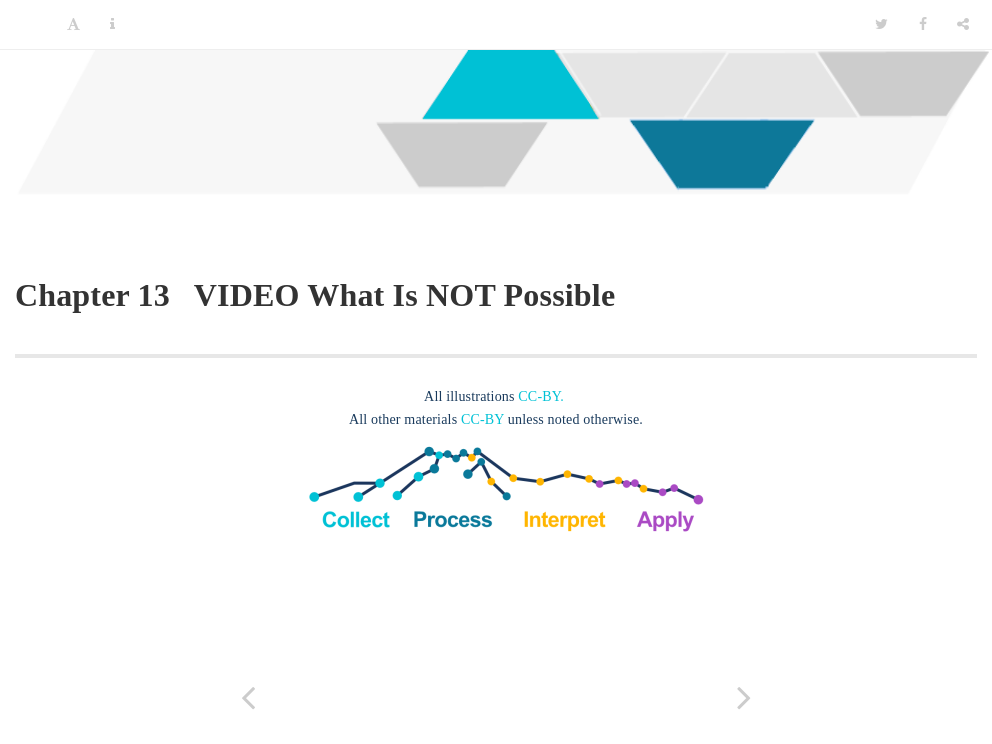 Chapter 13 VIDEO What Is NOT Possible
All illustrations CC-BY.
All other materials CC-BY unless noted otherwise.
Collect Process Interpret Apply